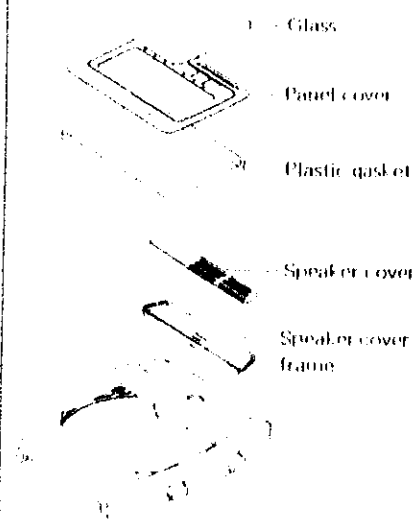 Glass
Panel cover
Plastic gasket
Speaker cover
Speaker cover
frame